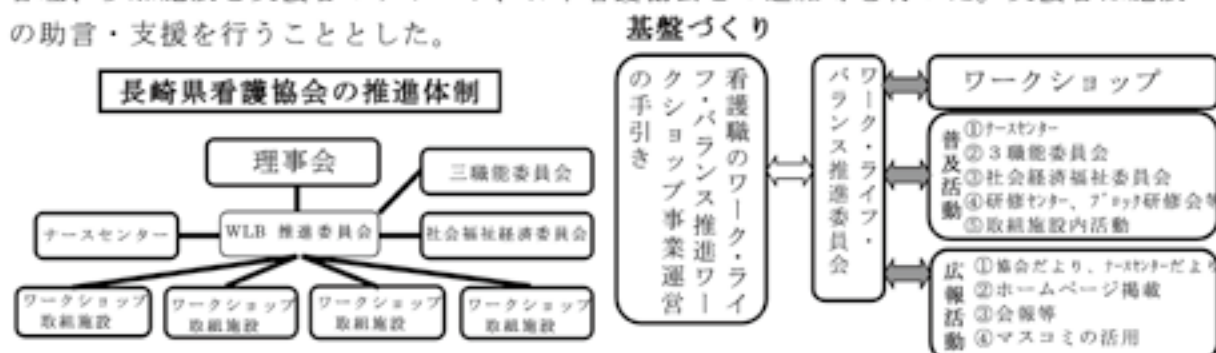 の助言・支援を行うこととした。
長崎県看護協会の推進体制
理事会
三職能委員会
ナースセンター
WLB 推進委員会
社会福祉経済委員会
ワークショップ
取組施設
ワークショップ
取組施設
ワークショップ
取組施設
ワークショップ
取組施設
基盤づくり
看護職のワーク・ライ
フ・バランス推進ワー
クショップ事業運営
の手引き
ワーク・ライフ・
バランス推進委員会
ワークショップ
普及活動
①ナースセンター
②３職能委員会
③社会経済福祉委員会
④研修センター、ブロック研修会等
⑤取組施設内活動
広報活動
①協会だより、ナースセンターだより
②ホームページ掲載
③会報等
④マスコミの活用